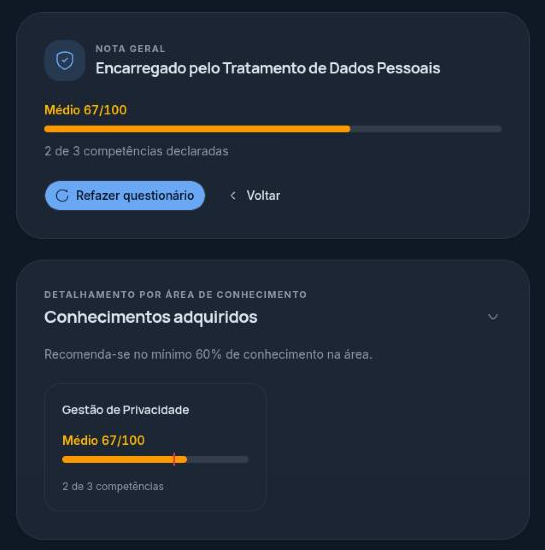 NOTA GERAL
Encarregado pelo Tratamento de Dados Pessoais
Médio 67/100
2 de 3 competências declaradas
Refazer questionário
Voltar
DETALHAMENTO POR ÁREA DE CONHECIMENTO
Conhecimentos adquiridos
Recomenda-se no mínimo 60% de conhecimento na área.
Gestão de Privacidade
Médio 67/100
2 de 3 competências